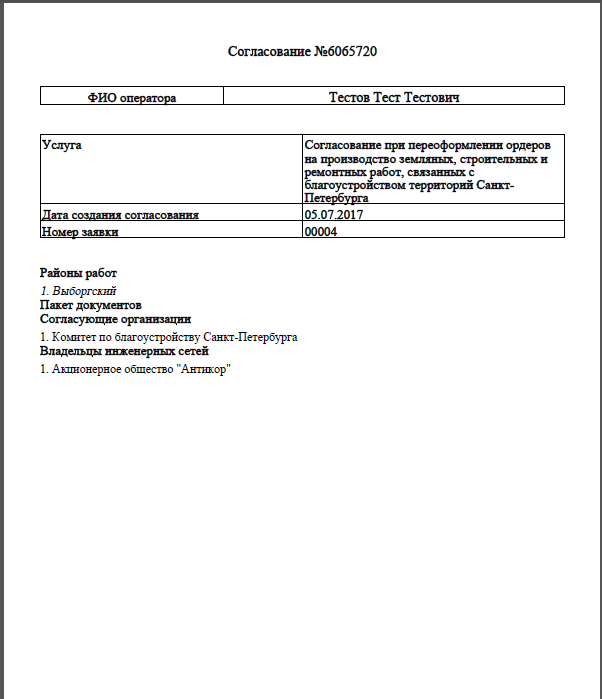 Согласование №6065720
ФИО оператора Тестов Тест Тестович
Услуга Согласование при переоформлении ордеров
на производство земляных, строительных и
ремонтных работ, связанных с
благоустройством территорий Санкт-
Петербурга
Дата создания согласования 05.07.2017
Номер заявки 00004
Районы работ
1. Выборгский
Пакет документов
Согласующие организации
1. Комитет по благоустройству Санкт-Петербурга
Владельцы инженерных сетей
1. Акционерное общество "Антикор"